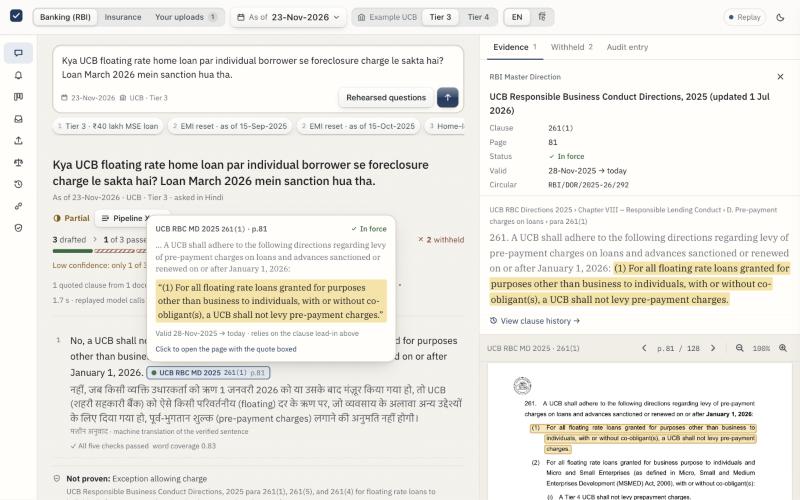 Banking (RBI) Insurance Your uploads 1 As of 23-Nov-2026 Example UCB Tier 3 Tier 4 EN हिं Replay
Kya UCB floating rate home loan par individual borrower se foreclosure charge le sakta hai?
Loan March 2026 mein sanction hua tha.
23-Nov-2026 UCB · Tier 3 Rehearsed questions
1 Tier 3 · ₹40 lakh MSE loan 2 EMI reset · as of 15-Sep-2025 2 EMI reset · as of 15-Oct-2025 3
Kya UCB floating rate home loan par individual borrower se foreclosure
charge le sakta hai? Loan March 2026 mein sanction hua tha.
As of 23-Nov-2026 · UCB · Tier 3 · asked in Hindi
Partial Pipeline
3 drafted 1 of 3 passe × 2 withheld
Low confidence: only 1 of 3
1 quoted clause from 1 docu
1.7 s · replayed model calls
UCB RBC MD 2025 261(1) · p.81 ✓ In force
... A UCB shall adhere to the following directions regarding levy
of pre-payment charges on loans and advances sanctioned or
renewed on or after January 1, 2026:
“(1) For all floating rate loans granted for purposes
other than business to individuals, with or without co-
obligant(s), a UCB shall not levy pre-payment charges.”
Valid 28-Nov-2025 → today · relies on the clause lead-in above
Click to open the page with the quote boxed
1 No, a UCB shall no d for purposes
other than busine ed on or after
January 1, 2026. UCB RBC MD 2025 261(1) p.81
नहीं, जब किसी व्यक्ति उधारकर्ता को ऋण 1 जनवरी 2026 को या उसके बाद मंज़ूर किया गया हो, तो UCB
(शहरी सहकारी बैंक) को ऐसे किसी परिवर्तनीय (floating) दर के ऋण पर, जो व्यवसाय के अलावा अन्य उद्देश्यों
के लिए दिया गया हो, पूर्व-भुगतान शुल्क (pre-payment charges) लगाने की अनुमति नहीं होगी।
मशीन अनुवाद · machine translation of the verified sentence
✓ All five checks passed word coverage 0.83
Not proven: Exception allowing charge
UCB Responsible Business Conduct Directions, 2025 para 261(1), 261(5), and 261(6) for floating rate loans to
Evidence 1 Withheld 2 Audit entry
RBI Master Direction
UCB Responsible Business Conduct Directions, 2025 (updated 1 Jul
2026)
Clause 261(1)
Page 81
Status ✓ In force
Valid 28-Nov-2025 → today
Circular RBI/DOR/2025-26/292
UCB RBC Directions 2025 › Chapter VIII – Responsible Lending Conduct › D. Pre-payment
charges on loans › para 261(1)
261. A UCB shall adhere to the following directions regarding levy of
pre-payment charges on loans and advances sanctioned or renewed
on or after January 1, 2026: (1) For all floating rate loans granted for
purposes other than business to individuals, with or without co-
obligant(s), a UCB shall not levy pre-payment charges.
View clause history →
UCB RBC MD 2025 · 261(1) p.81 / 128 100%
261. A UCB shall adhere to the following directions regarding levy of pre-payment
charges on loans and advances sanctioned or renewed on or after January 1, 2026:
(1) For all floating rate loans granted for purposes other than business to
individuals, with or without co-obligant(s), a UCB shall not levy pre-payment
charges.
(2) For all floating rate loans granted for business purpose to individuals and
Micro and Small Enterprises (as defined in Micro, Small and Medium
Enterprises Development (MSMED) Act, 2006), with or without co-obligant(s):
(i) A Tier 4 UCB shall not levy prepayment charges.